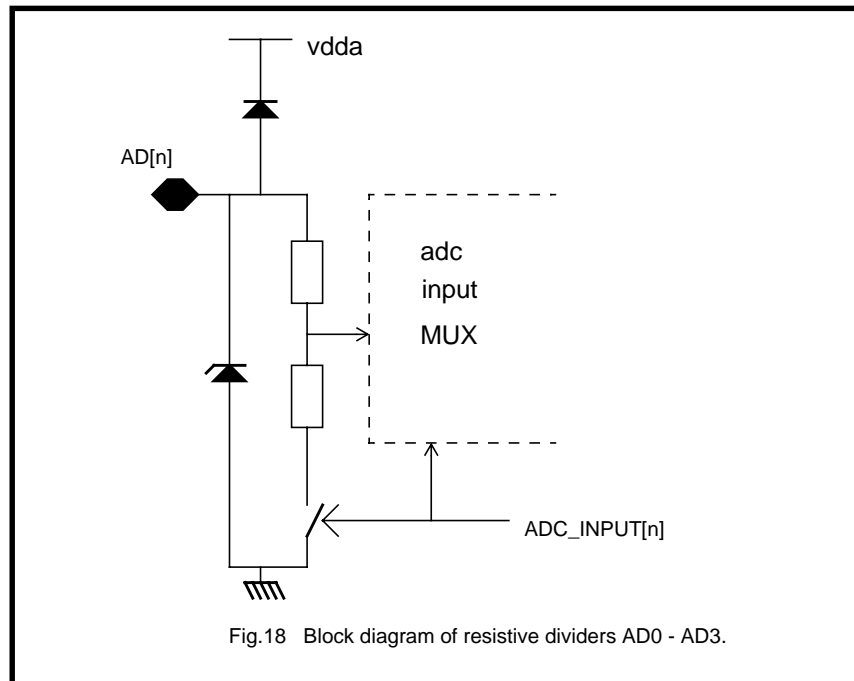 vdda
AD[n]
adc
input
MUX
ADC_INPUT[n]
Fig.18 Block diagram of resistive dividers AD0 - AD3.